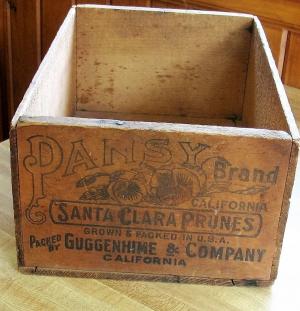 PANSY Brand
CALIFORNIA
SANTA CLARA PRUNES
GROWN & PACKED IN U.S.A.
PACKED BY GUGGENHIME & COMPANY
CALIFORNIA